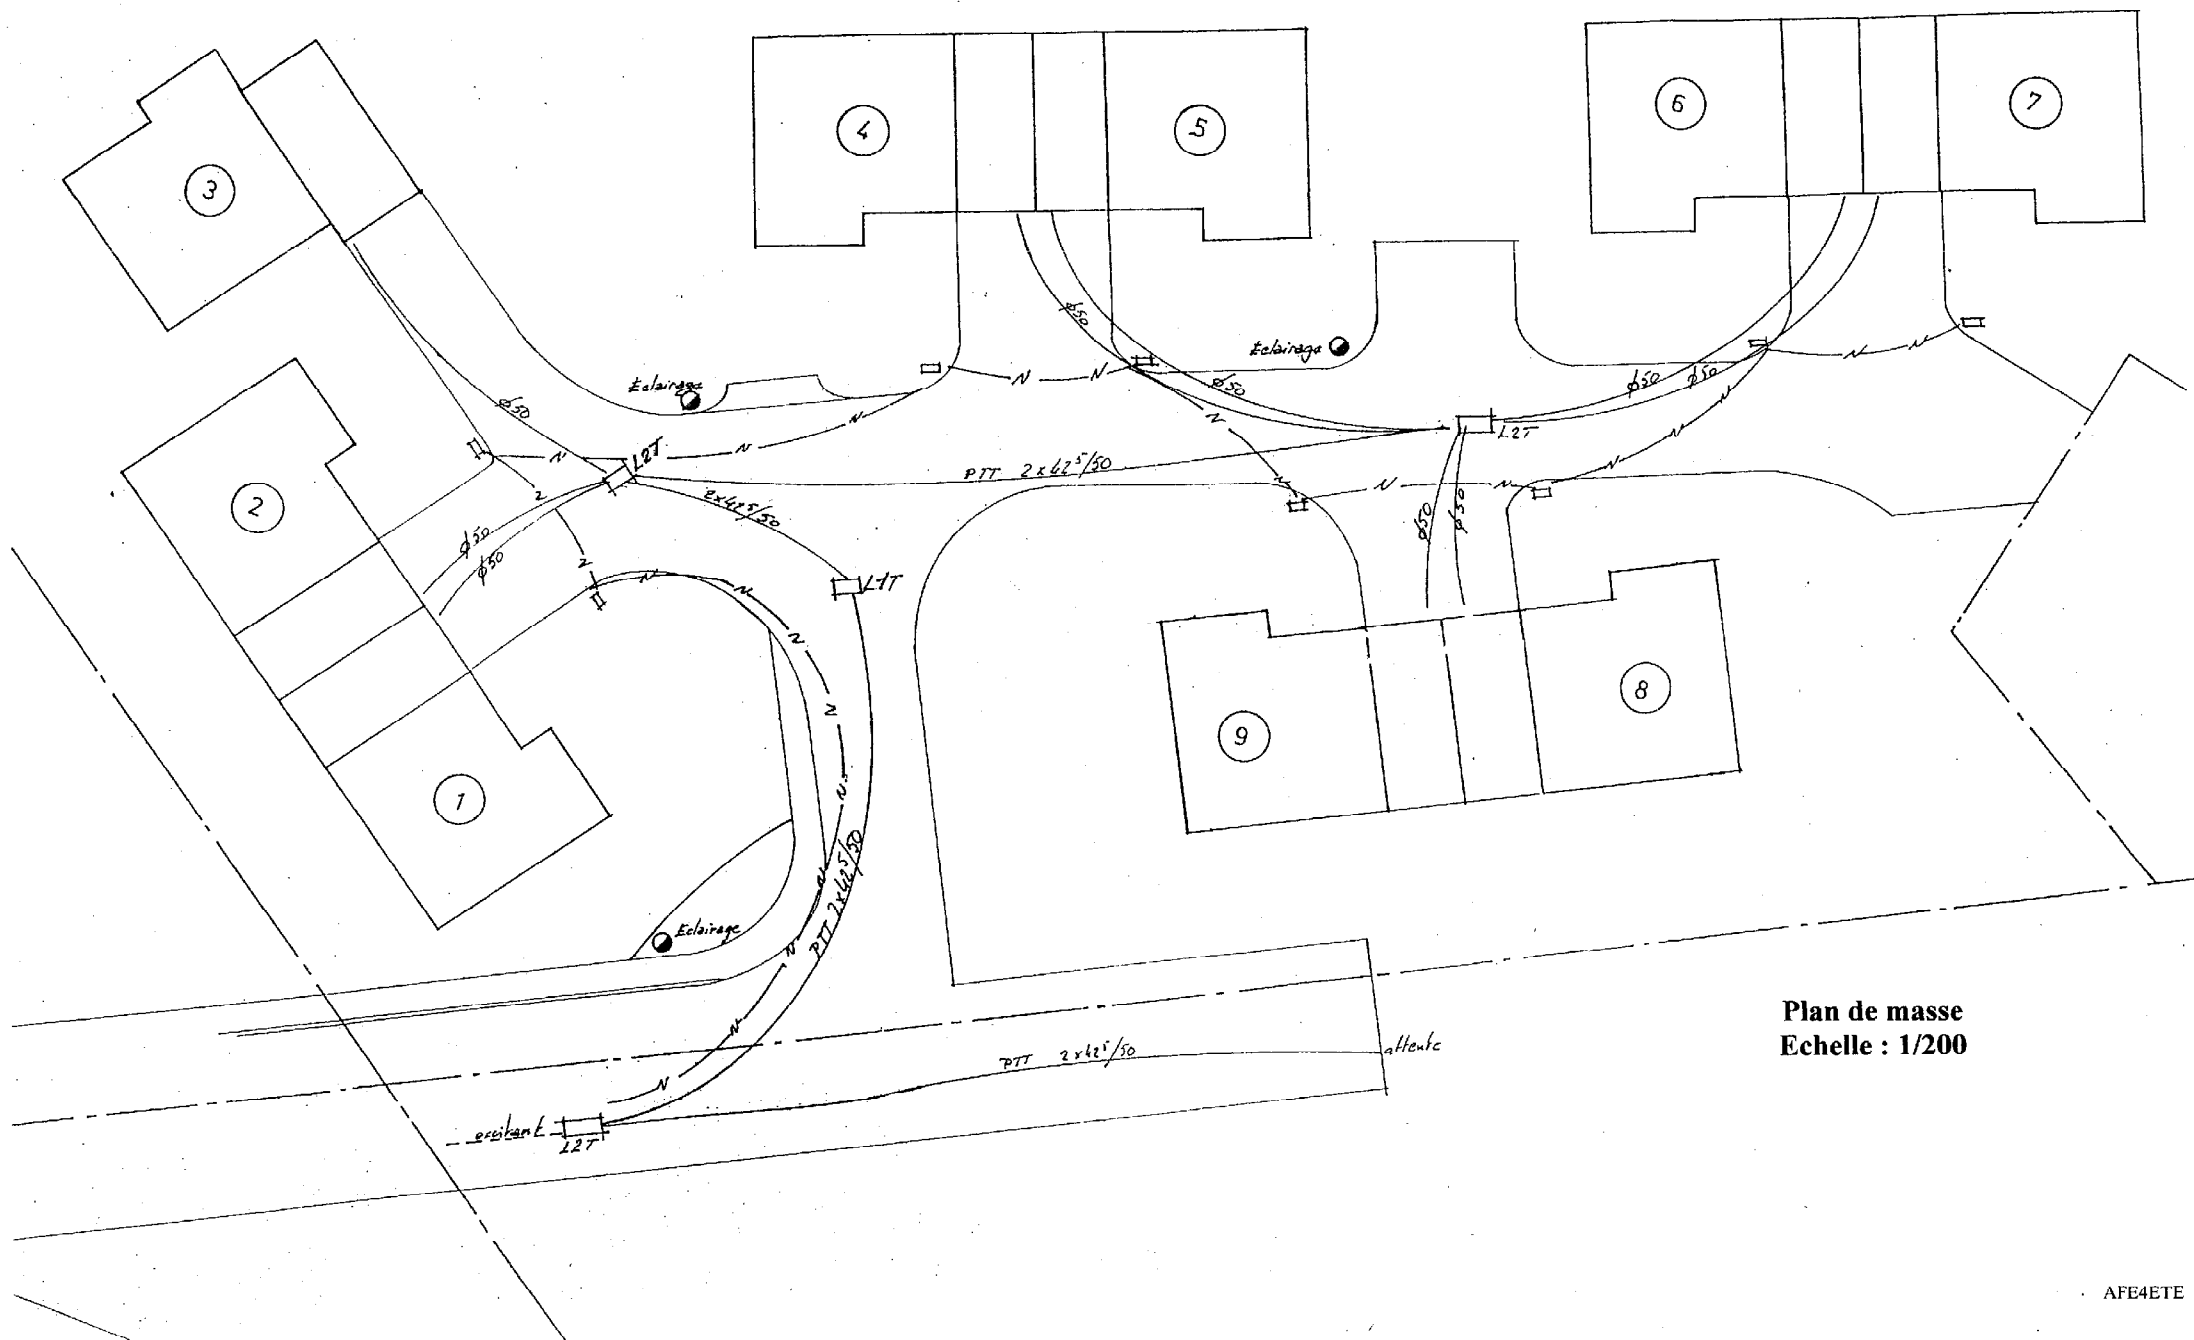 4
5
6
7
3
ø50
Eclairage
Eclairage
ø50
ø50
ø50
ø50
L2T
L2T
PTT 2x42⁵/50
2x42⁵/50
2
ø50
ø50
ø50
ø50
L1T
8
9
1
PTT 2x42⁵/50
Eclairage
Plan de masse
Echelle : 1/200
PTT 2x42⁵/50
attente
L2T
AFE4ETE